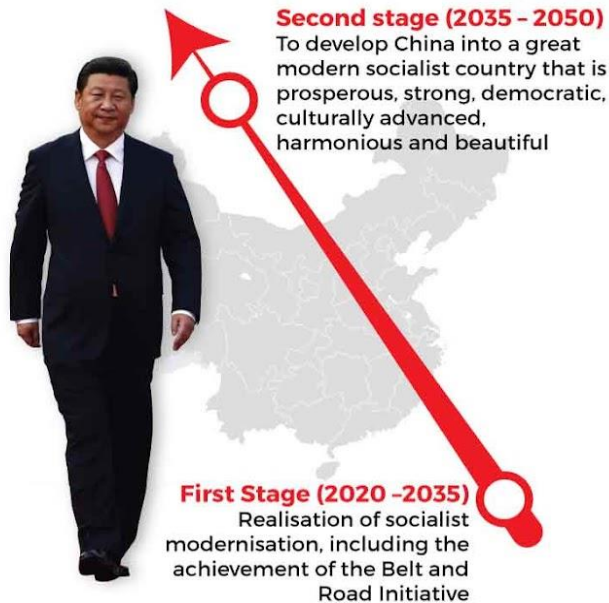 Second stage (2035 – 2050)
To develop China into a great
modern socialist country that is
prosperous, strong, democratic,
culturally advanced,
harmonious and beautiful
First Stage (2020 –2035)
Realisation of socialist
modernisation, including the
achievement of the Belt and
Road Initiative